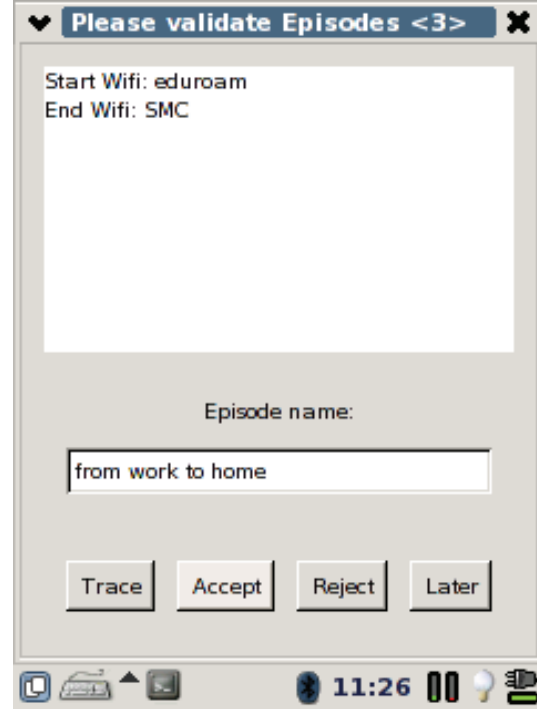 Please validate Episodes <3>
Start Wifi: eduroam
End Wifi: SMC
Episode name:
from work to home
Trace Accept Reject Later
11:26